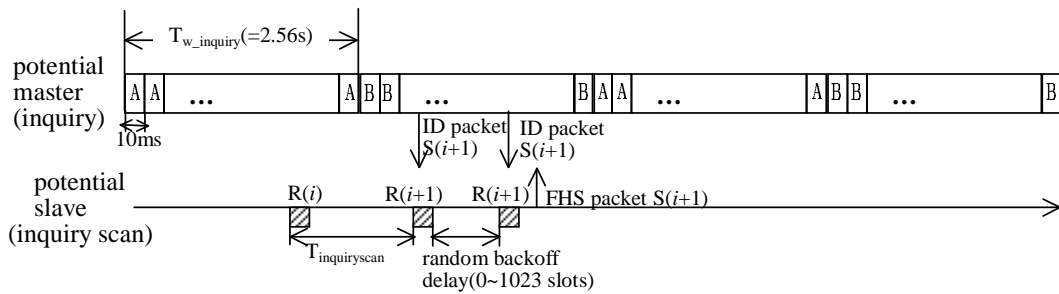 T_w_inquiry(=2.56s)
potential
master
(inquiry)
A A ... A B B ... B A A ... A B B ... B
10ms
ID packet
S(i+1)
ID packet
S(i+1)
potential
slave
(inquiry scan)
R(i) R(i+1) R(i+1)
FHS packet S(i+1)
T_inquiryscan
random backoff
delay(0~1023 slots)